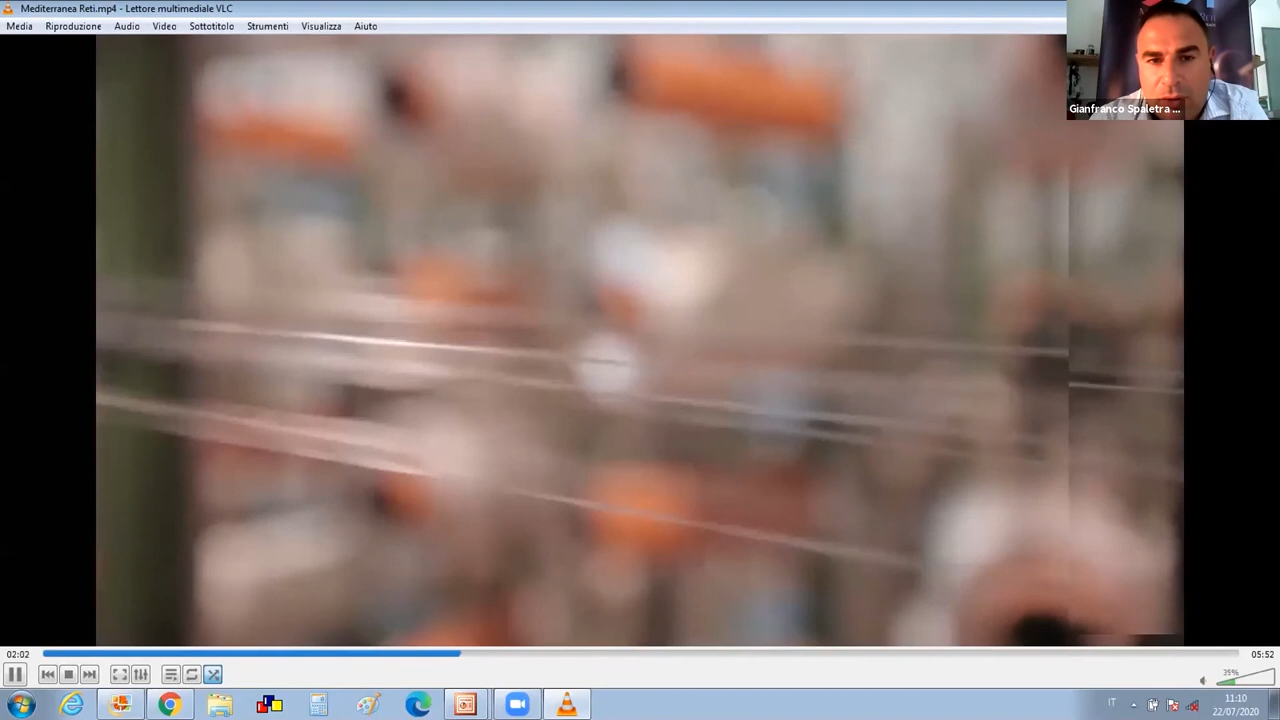 Mediterranea Reti.mp4 - Lettore multimediale VLC
Media Riproduzione Audio Video Sottotitolo Strumenti Visualizza Aiuto
Gianfranco Spaletra ...
02:02
05:52
35%
IT
11:10
22/07/2020